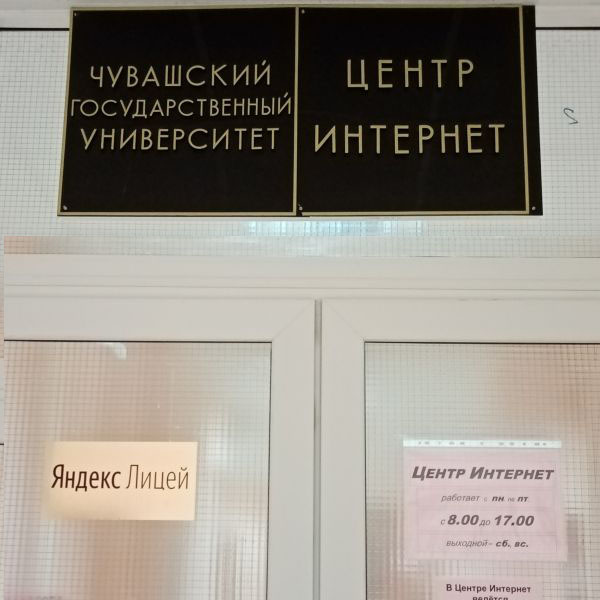 ЧУВАШСКИЙ
ГОСУДАРСТВЕННЫЙ
УНИВЕРСИТЕТ
ЦЕНТР
ИНТЕРНЕТ
Яндекс Лицей
ЦЕНТР ИНТЕРНЕТ
работает с пн. по пт.
с 8.00 до 17.00
выходной – сб, вс.
В Центре Интернет
ведётся